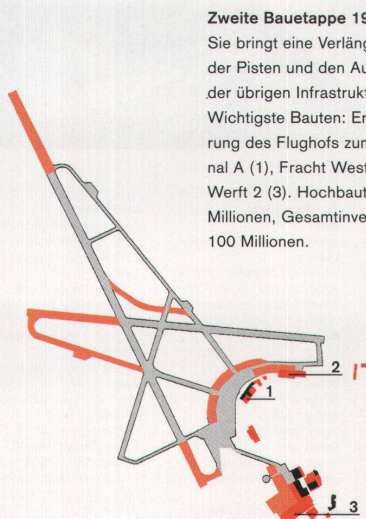 Zweite Bauetappe 19
Sie bringt eine Verläng
der Pisten und den Au
der übrigen Infrastrukt
Wichtigste Bauten: Er
rung des Flughofs zum
nal A (1), Fracht West
Werft 2 (3). Hochbaut
Millionen, Gesamtinve
100 Millionen.
2
1
3